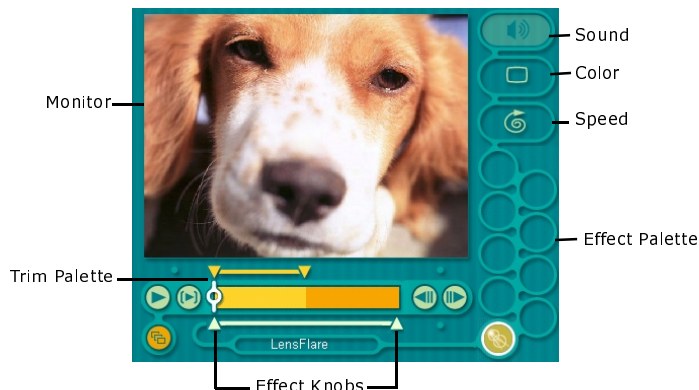 Sound
Color
Monitor
Speed
Effect Palette
Trim Palette
LensFlare
Effect Knobs